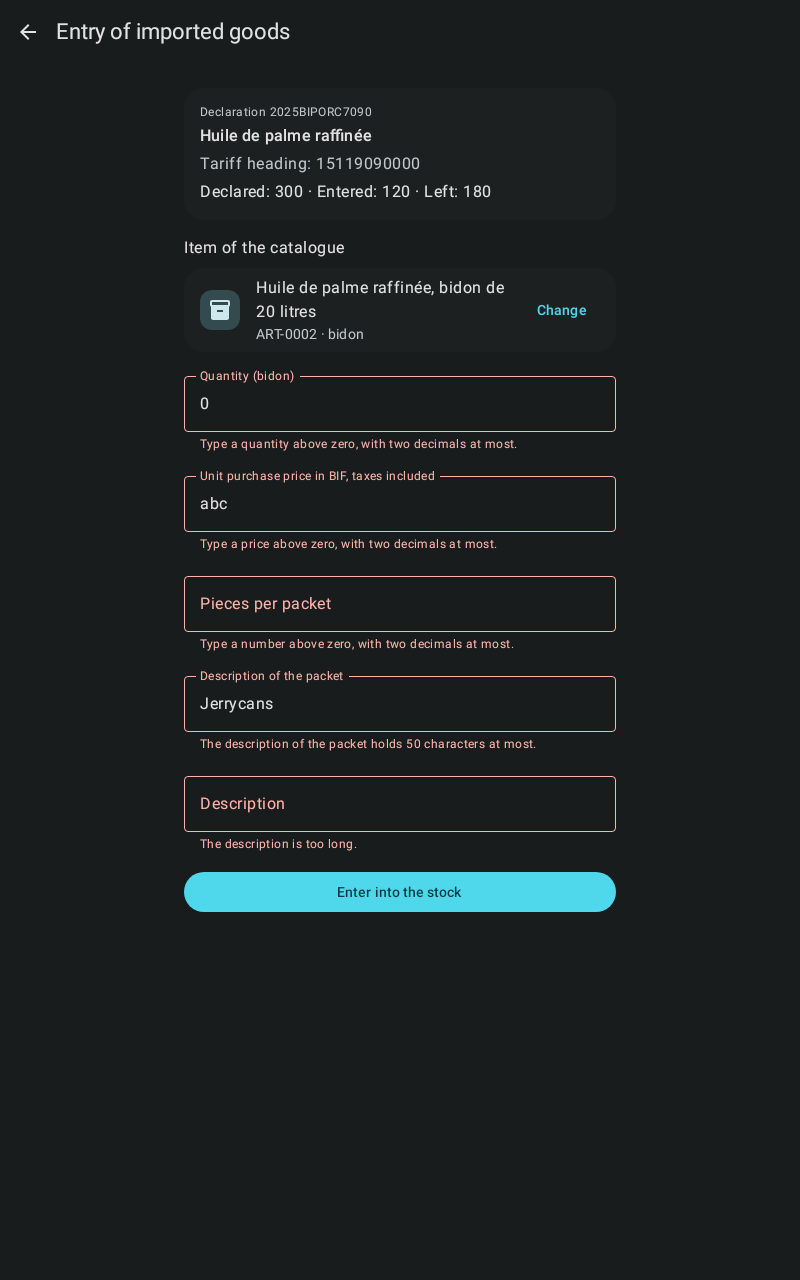 Entry of imported goods
Declaration 2025BIPORC7090
Huile de palme raffinée
Tariff heading: 15119090000
Declared: 300 · Entered: 120 · Left: 180
Item of the catalogue
Huile de palme raffinée, bidon de
20 litres
ART-0002 · bidon
Change
Quantity (bidon)
0
Type a quantity above zero, with two decimals at most.
Unit purchase price in BIF, taxes included
abc
Type a price above zero, with two decimals at most.
Pieces per packet
Type a number above zero, with two decimals at most.
Description of the packet
Jerrycans
The description of the packet holds 50 characters at most.
Description
The description is too long.
Enter into the stock